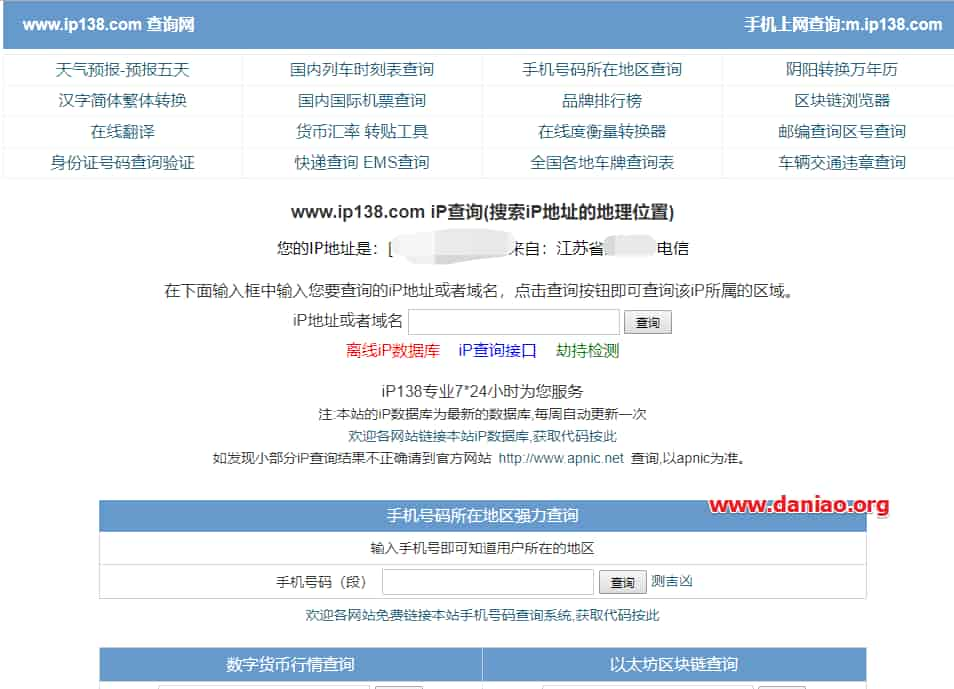 www.ip138.com 查询网 手机上网查询:m.ip138.com
天气预报-预报五天 国内列车时刻表查询 手机号码所在地区查询 阴阳转换万年历
汉字简体繁体转换 国内国际机票查询 品牌排行榜 区块链浏览器
在线翻译 货币汇率 转贴工具 在线度衡量转换器 邮编查询区号查询
身份证号码查询验证 快递查询 EMS查询 全国各地车牌查询表 车辆交通违章查询
www.ip138.com iP查询(搜索iP地址的地理位置)
您的IP地址是：[ 来自：江苏省 电信
在下面输入框中输入您要查询的iP地址或者域名，点击查询按钮即可查询该iP所属的区域。
iP地址或者域名 查询
离线iP数据库 iP查询接口 劫持检测
iP138专业7*24小时为您服务
注:本站的iP数据库为最新的数据库,每周自动更新一次
欢迎各网站链接本站iP数据库,获取代码按此
如发现小部分iP查询结果不正确请到官方网站 http://www.apnic.net 查询,以apnic为准。
www.daniao.org
手机号码所在地区强力查询
输入手机号即可知道用户所在的地区
手机号码（段） 查询 测吉凶
欢迎各网站免费链接本站手机号码查询系统,获取代码按此
数字货币行情查询 以太坊区块链查询